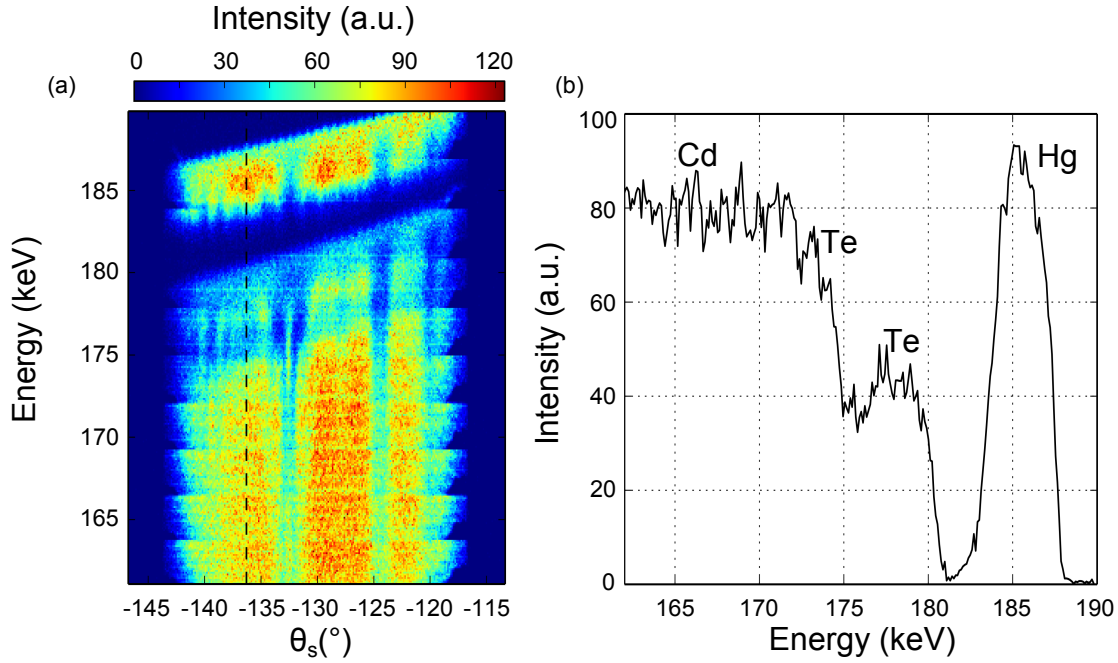 Intensity (a.u.)
0 30 60 90 120
(a)
Energy (keV)
185
180
175
170
165
-145 -140 -135 -130 -125 -120 -115
θs(°)
(b)
Intensity (a.u.)
100
80
60
40
20
0
Cd
Te
Te
Hg
165 170 175 180 185 190
Energy (keV)